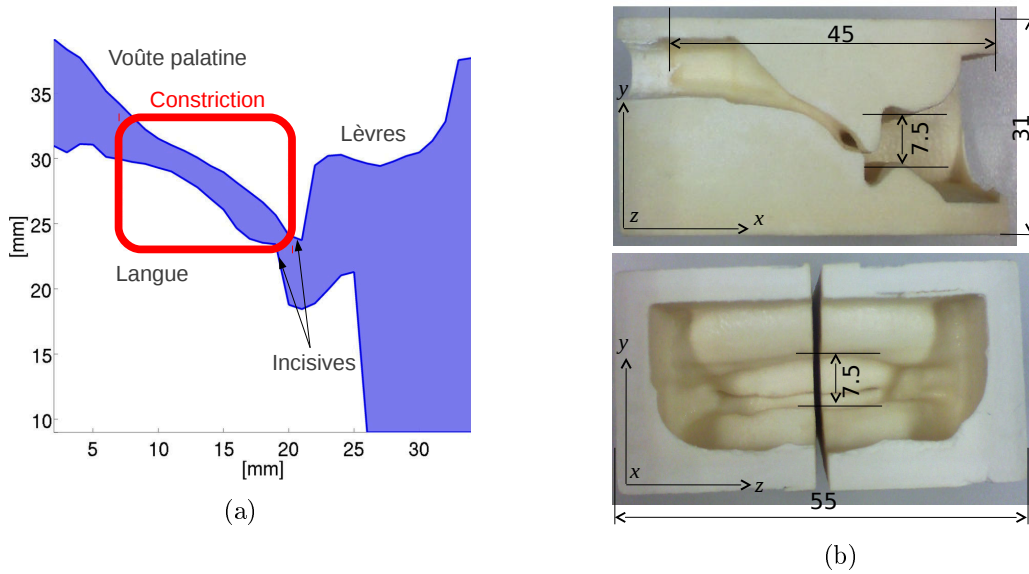 Voûte palatine
Constriction
Lèvres
Langue
Incisives
35
30
25
20
15
10
[mm]
5
10
15
20
25
30
[mm]
(a)
45
y
7.5
31
z
x
y
7.5
x
z
55
(b)